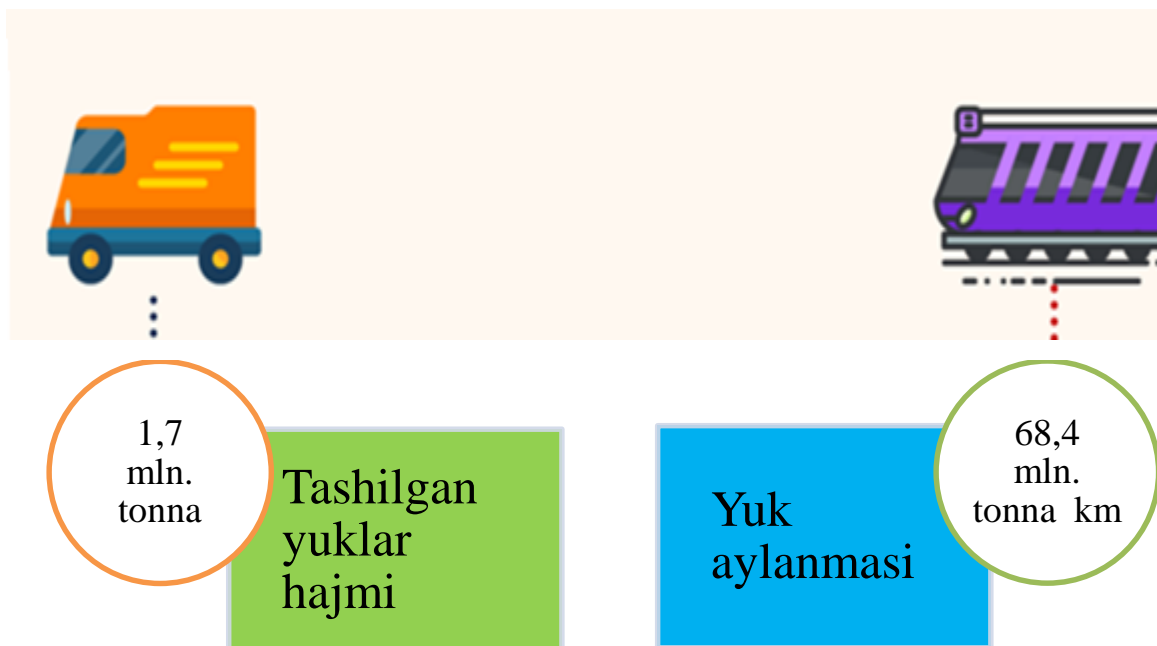 1,7
mln.
tonna
Tashilgan
yuklar
hajmi
Yuk
aylanmasi
68,4
mln.
tonna km